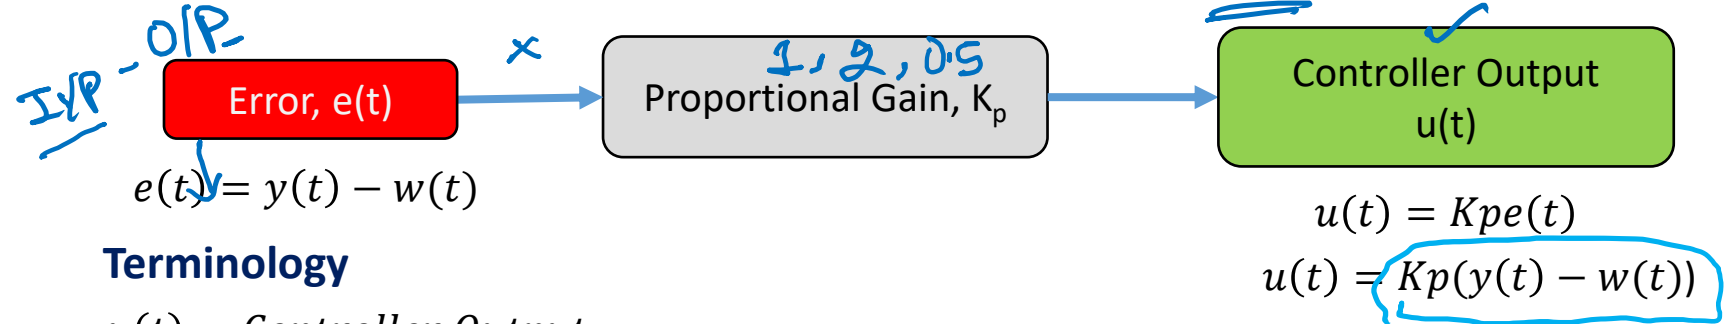 I/P - O/P
×
1, 2, 0.5
Error, e(t)
Proportional Gain, Kp
Controller Output
u(t)
e(t) = y(t) − w(t)
u(t) = Kpe(t)
Terminology
u(t) = Kp(y(t) − w(t))